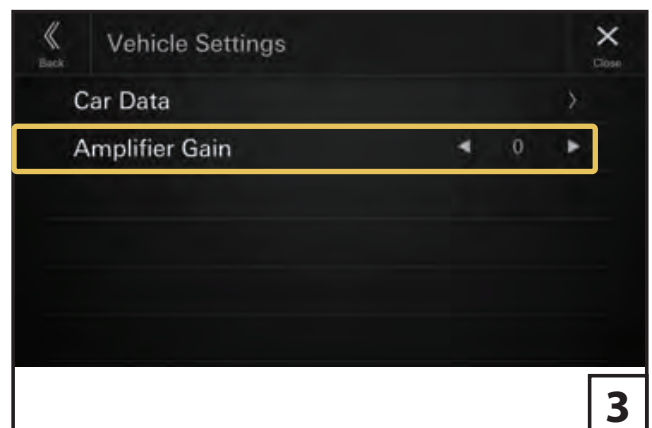 Vehicle Settings
Back
Close
Car Data
Amplifier Gain 0
3